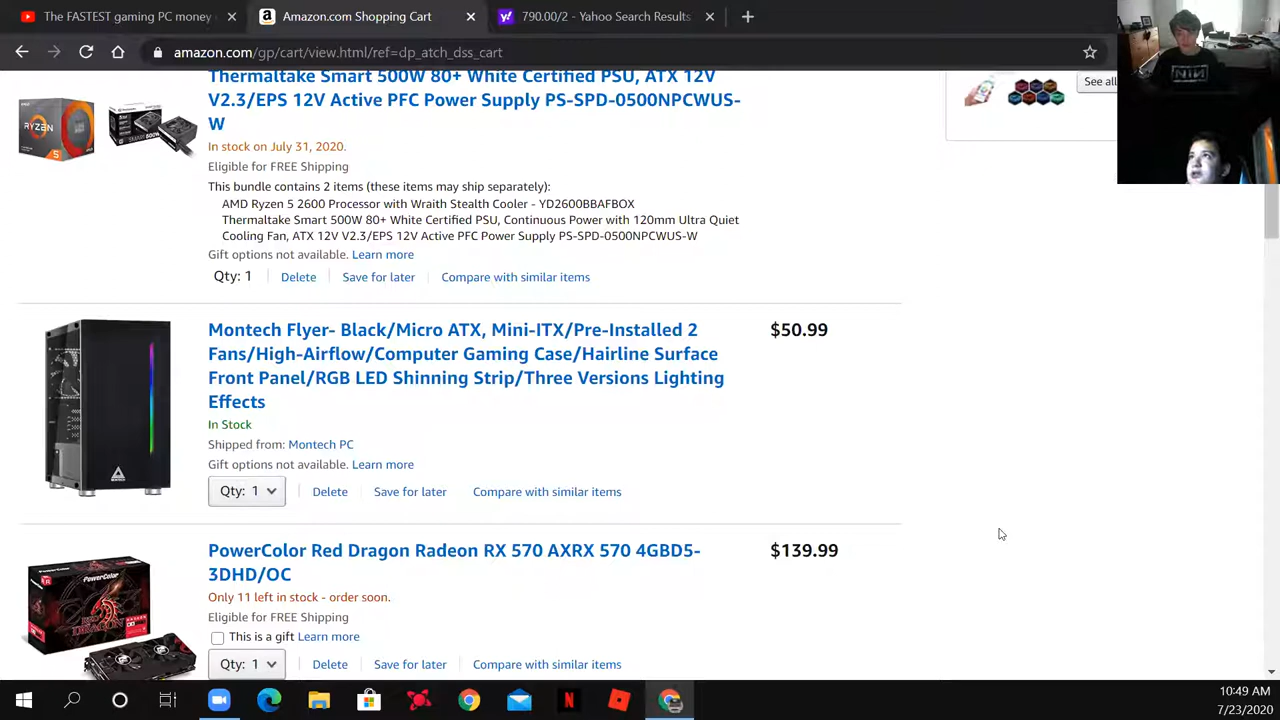 The FASTEST gaming PC money
Amazon.com Shopping Cart
790.00/2 - Yahoo Search Results
amazon.com/gp/cart/view.html/ref=dp_atch_dss_cart
Thermaltake Smart 500W 80+ White Certified PSU, ATX 12V
V2.3/EPS 12V Active PFC Power Supply PS-SPD-0500NPCWUS-
W
In stock on July 31, 2020.
Eligible for FREE Shipping
This bundle contains 2 items (these items may ship separately):
AMD Ryzen 5 2600 Processor with Wraith Stealth Cooler - YD2600BBAFBOX
Thermaltake Smart 500W 80+ White Certified PSU, Continuous Power with 120mm Ultra Quiet
Cooling Fan, ATX 12V V2.3/EPS 12V Active PFC Power Supply PS-SPD-0500NPCWUS-W
Gift options not available. Learn more
Qty: 1 Delete Save for later Compare with similar items
RYZEN
5
See all
NIN
Montech Flyer- Black/Micro ATX, Mini-ITX/Pre-Installed 2
Fans/High-Airflow/Computer Gaming Case/Hairline Surface
Front Panel/RGB LED Shinning Strip/Three Versions Lighting
Effects
$50.99
In Stock
Shipped from: Montech PC
Gift options not available. Learn more
Qty: 1 Delete Save for later Compare with similar items
PowerColor Red Dragon Radeon RX 570 AXRX 570 4GBD5-
3DHD/OC
$139.99
Only 11 left in stock - order soon.
Eligible for FREE Shipping
This is a gift Learn more
Qty: 1 Delete Save for later Compare with similar items
PowerColor
10:49 AM
7/23/2020